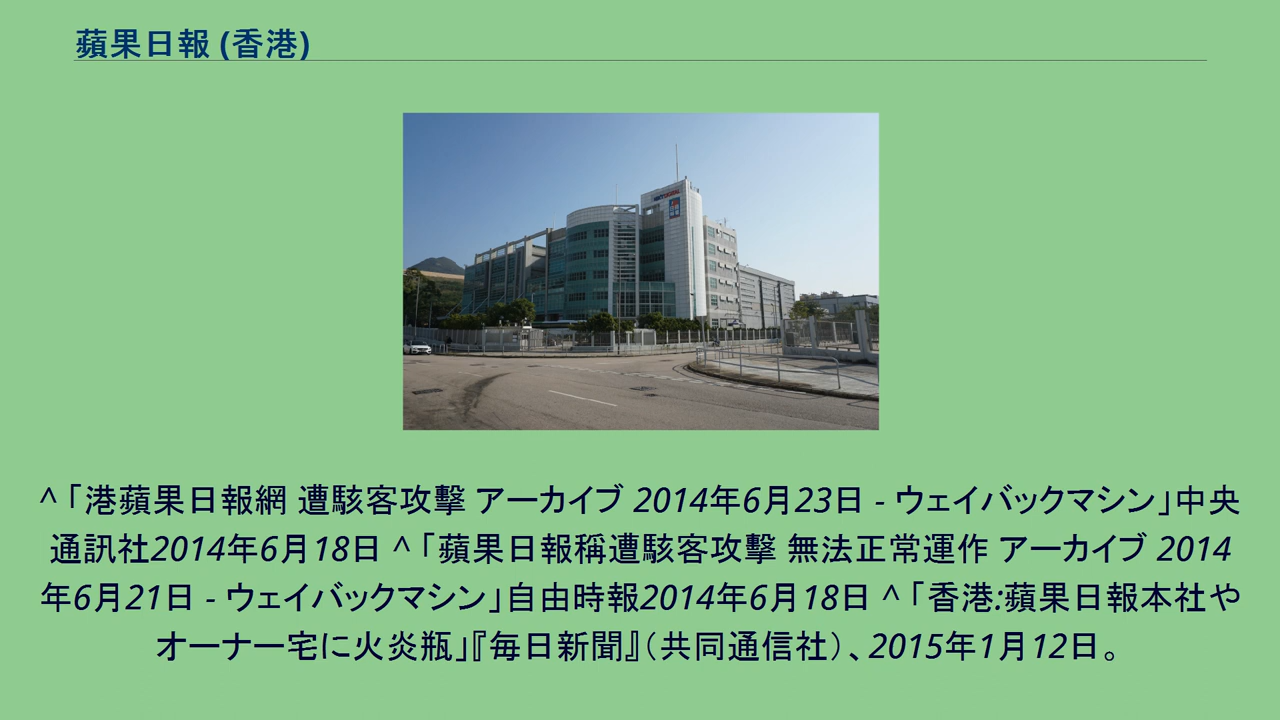 蘋果日報 (香港)
^ 「港蘋果日報網 遭駭客攻擊 アーカイブ 2014年6月23日 - ウェイバックマシン」中央
通訊社2014年6月18日 ^ 「蘋果日報稱遭駭客攻擊 無法正常運作 アーカイブ 2014
年6月21日 - ウェイバックマシン」自由時報2014年6月18日 ^ 「香港:蘋果日報本社や
オーナー宅に火炎瓶」『毎日新聞』（共同通信社）、2015年1月12日。